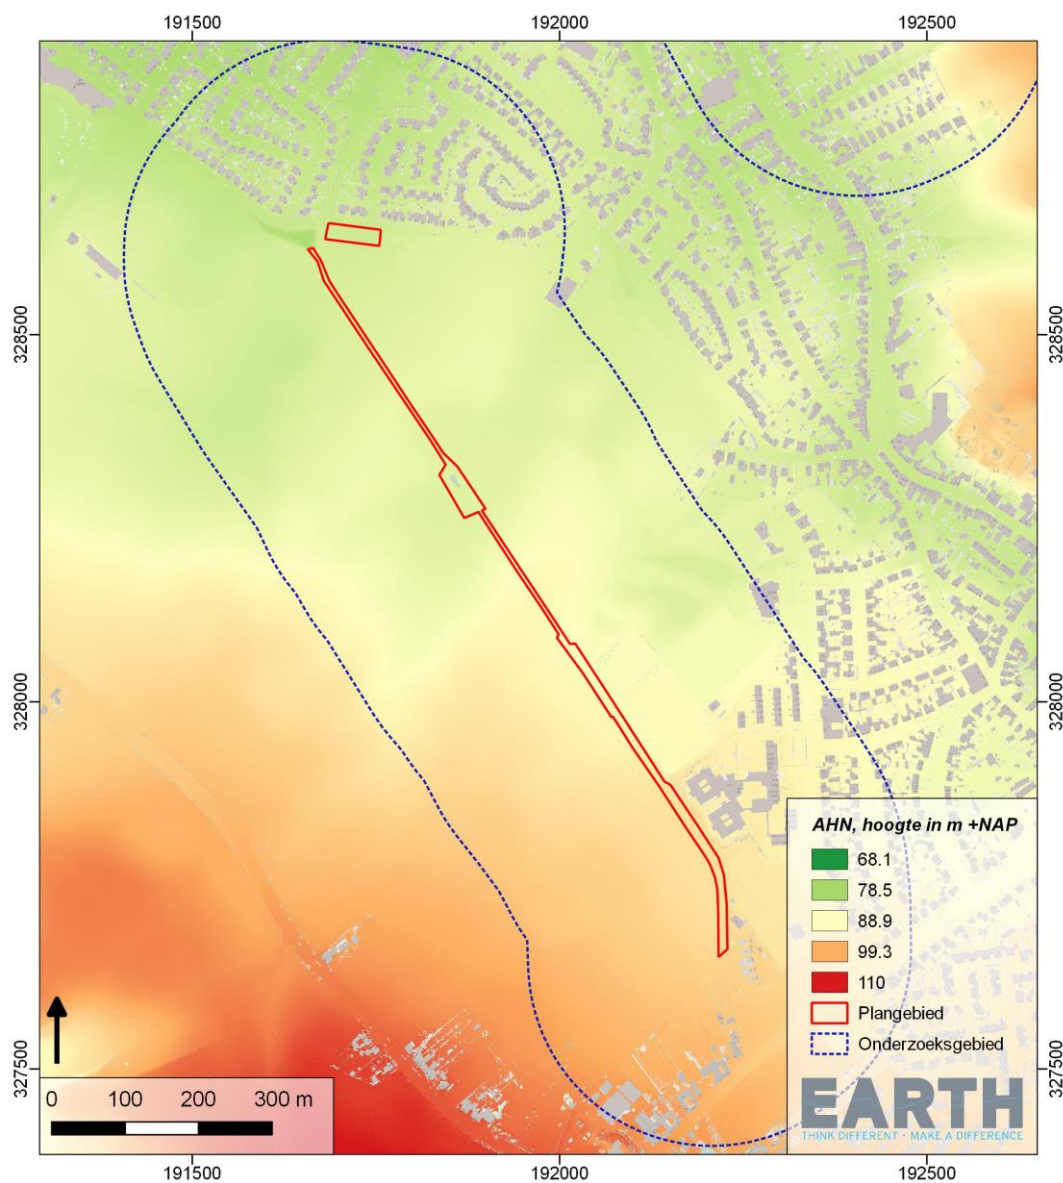 191500
192000
192500
328500
328500
328000
328000
327500
327500
AHN, hoogte in m +NAP
68.1
78.5
88.9
99.3
110
Plangebied
Onderzoeksgebied
0 100 200 300 m
EARTH
THINK DIFFERENT - MAKE A DIFFERENCE
191500
192000
192500